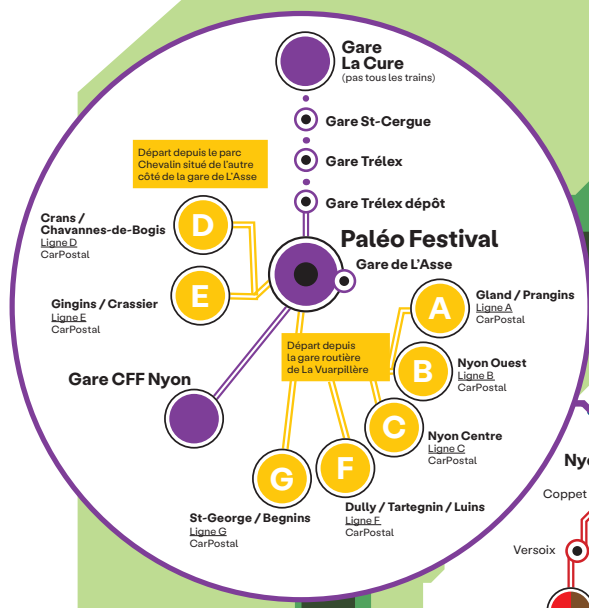 Gare
La Cure
(pas tous les trains)
Gare St-Cergue
Départ depuis le parc
Chevalin situé de l'autre
côté de la gare de L'Asse
Gare Trélex
Gare Trélex dépôt
D
Crans /
Chavannes-de-Bogis
Ligne D
CarPostal
Paléo Festival
Gare de L'Asse
E
Gingins / Crassier
Ligne E
CarPostal
A
Gland / Prangins
Ligne A
CarPostal
Départ depuis
la gare routière
de La Vuarpillère
B
Nyon Ouest
Ligne B
CarPostal
Gare CFF Nyon
C
Nyon Centre
Ligne C
CarPostal
G
St-George / Begnins
Ligne G
CarPostal
F
Dully / Tartegnin / Luins
Ligne F
CarPostal
Nyo
Coppet
Versoix